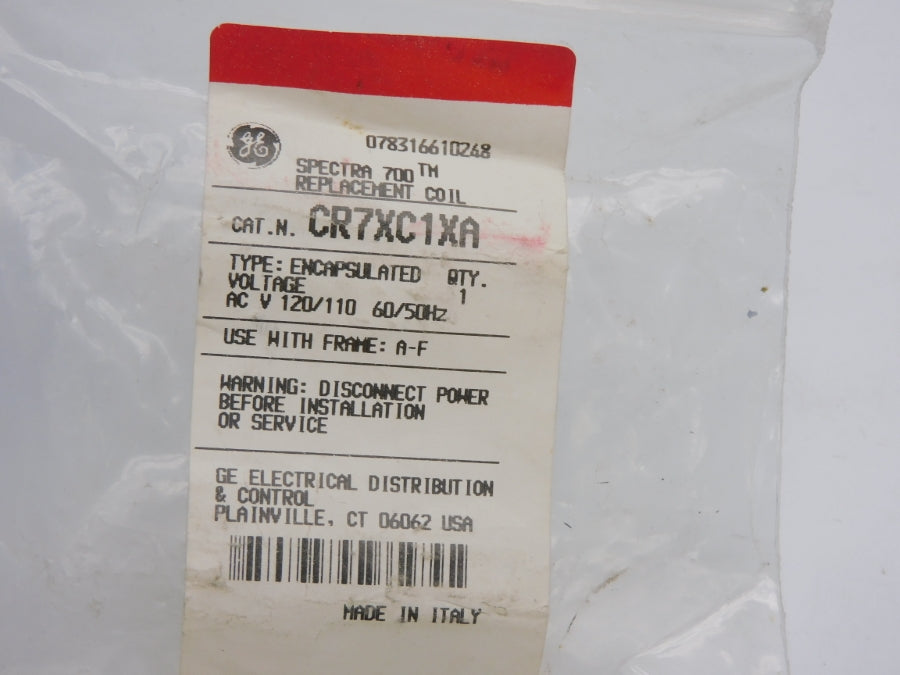 GE
078316610268
SPECTRA 700™
REPLACEMENT COIL
CAT.N. CR7XC1XA
TYPE: ENCAPSULATED QTY.
VOLTAGE 1
AC V 120/110 60/50Hz
USE WITH FRAME: A-F
WARNING: DISCONNECT POWER
BEFORE INSTALLATION
OR SERVICE
GE ELECTRICAL DISTRIBUTION
& CONTROL
PLAINVILLE, CT 06062 USA
MADE IN ITALY